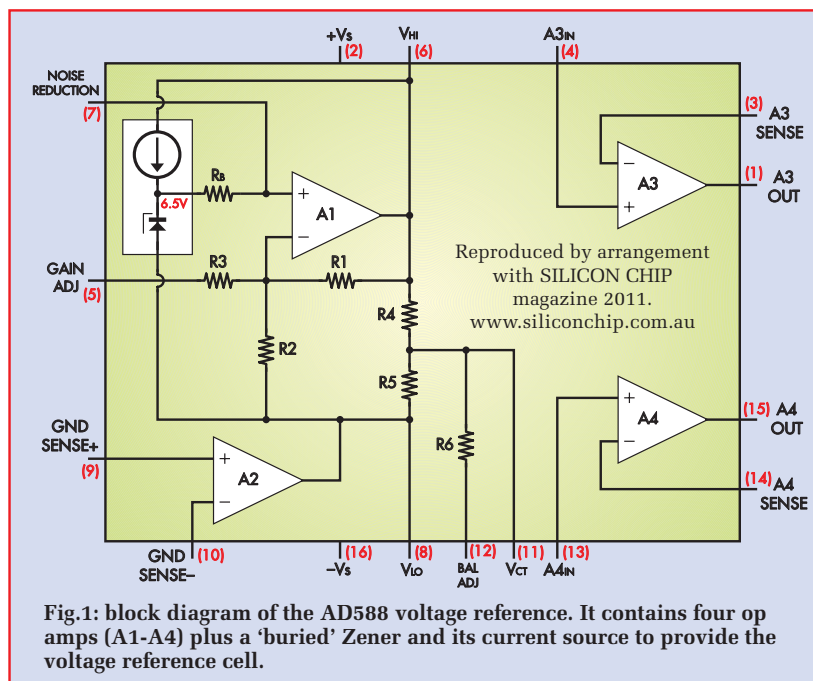 +VS
(2)
VHI
(6)
A3IN
(4)
NOISE
REDUCTION
(7)
(3)
A3
SENSE
(1)
A3
OUT
RB
6.5V
+
−
A1
−
+
A3
GAIN
ADJ
(5)
R3
R1
R4
Reproduced by arrangement
with SILICON CHIP
magazine 2011.
www.siliconchip.com.au
R2
R5
R6
+
−
A4
(15)
A4
OUT
GND
SENSE+
(9)
+
−
A2
(14)
A4
SENSE
GND
SENSE–
(10)
(16)
–VS
(8)
VLO
(12)
BAL
ADJ
(11)
VCT
(13)
A4IN
Fig.1: block diagram of the AD588 voltage reference. It contains four op
amps (A1-A4) plus a ‘buried’ Zener and its current source to provide the
voltage reference cell.